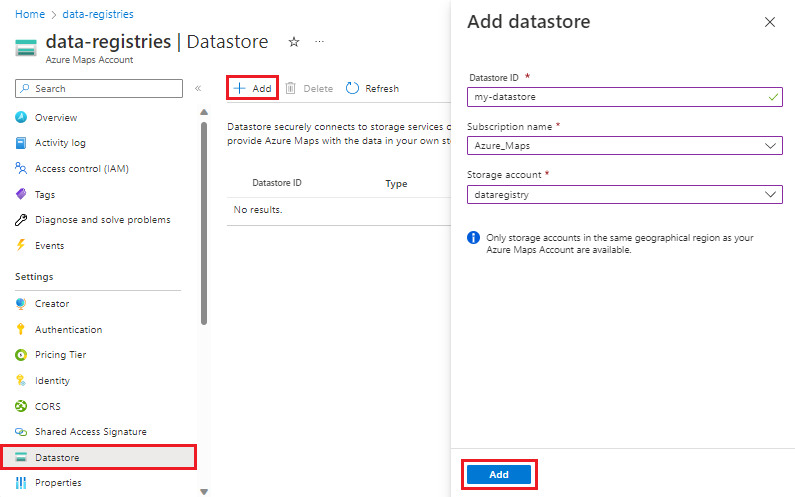 Home > data-registries
data-registries | Datastore ☆ ...
Azure Maps Account
Search «
Overview
Activity log
Access control (IAM)
Tags
Diagnose and solve problems
Events
Settings
Creator
Authentication
Pricing Tier
Identity
CORS
Shared Access Signature
Datastore
Properties
+ Add Delete Refresh
Datastore securely connects to storage services
provide Azure Maps with the data in your own
Datastore ID Type
No results.
Add datastore
Datastore ID *
my-datastore
Subscription name *
Azure_Maps
Storage account *
dataregistry
Only storage accounts in the same geographical region as your
Azure Maps Account are available.
Add